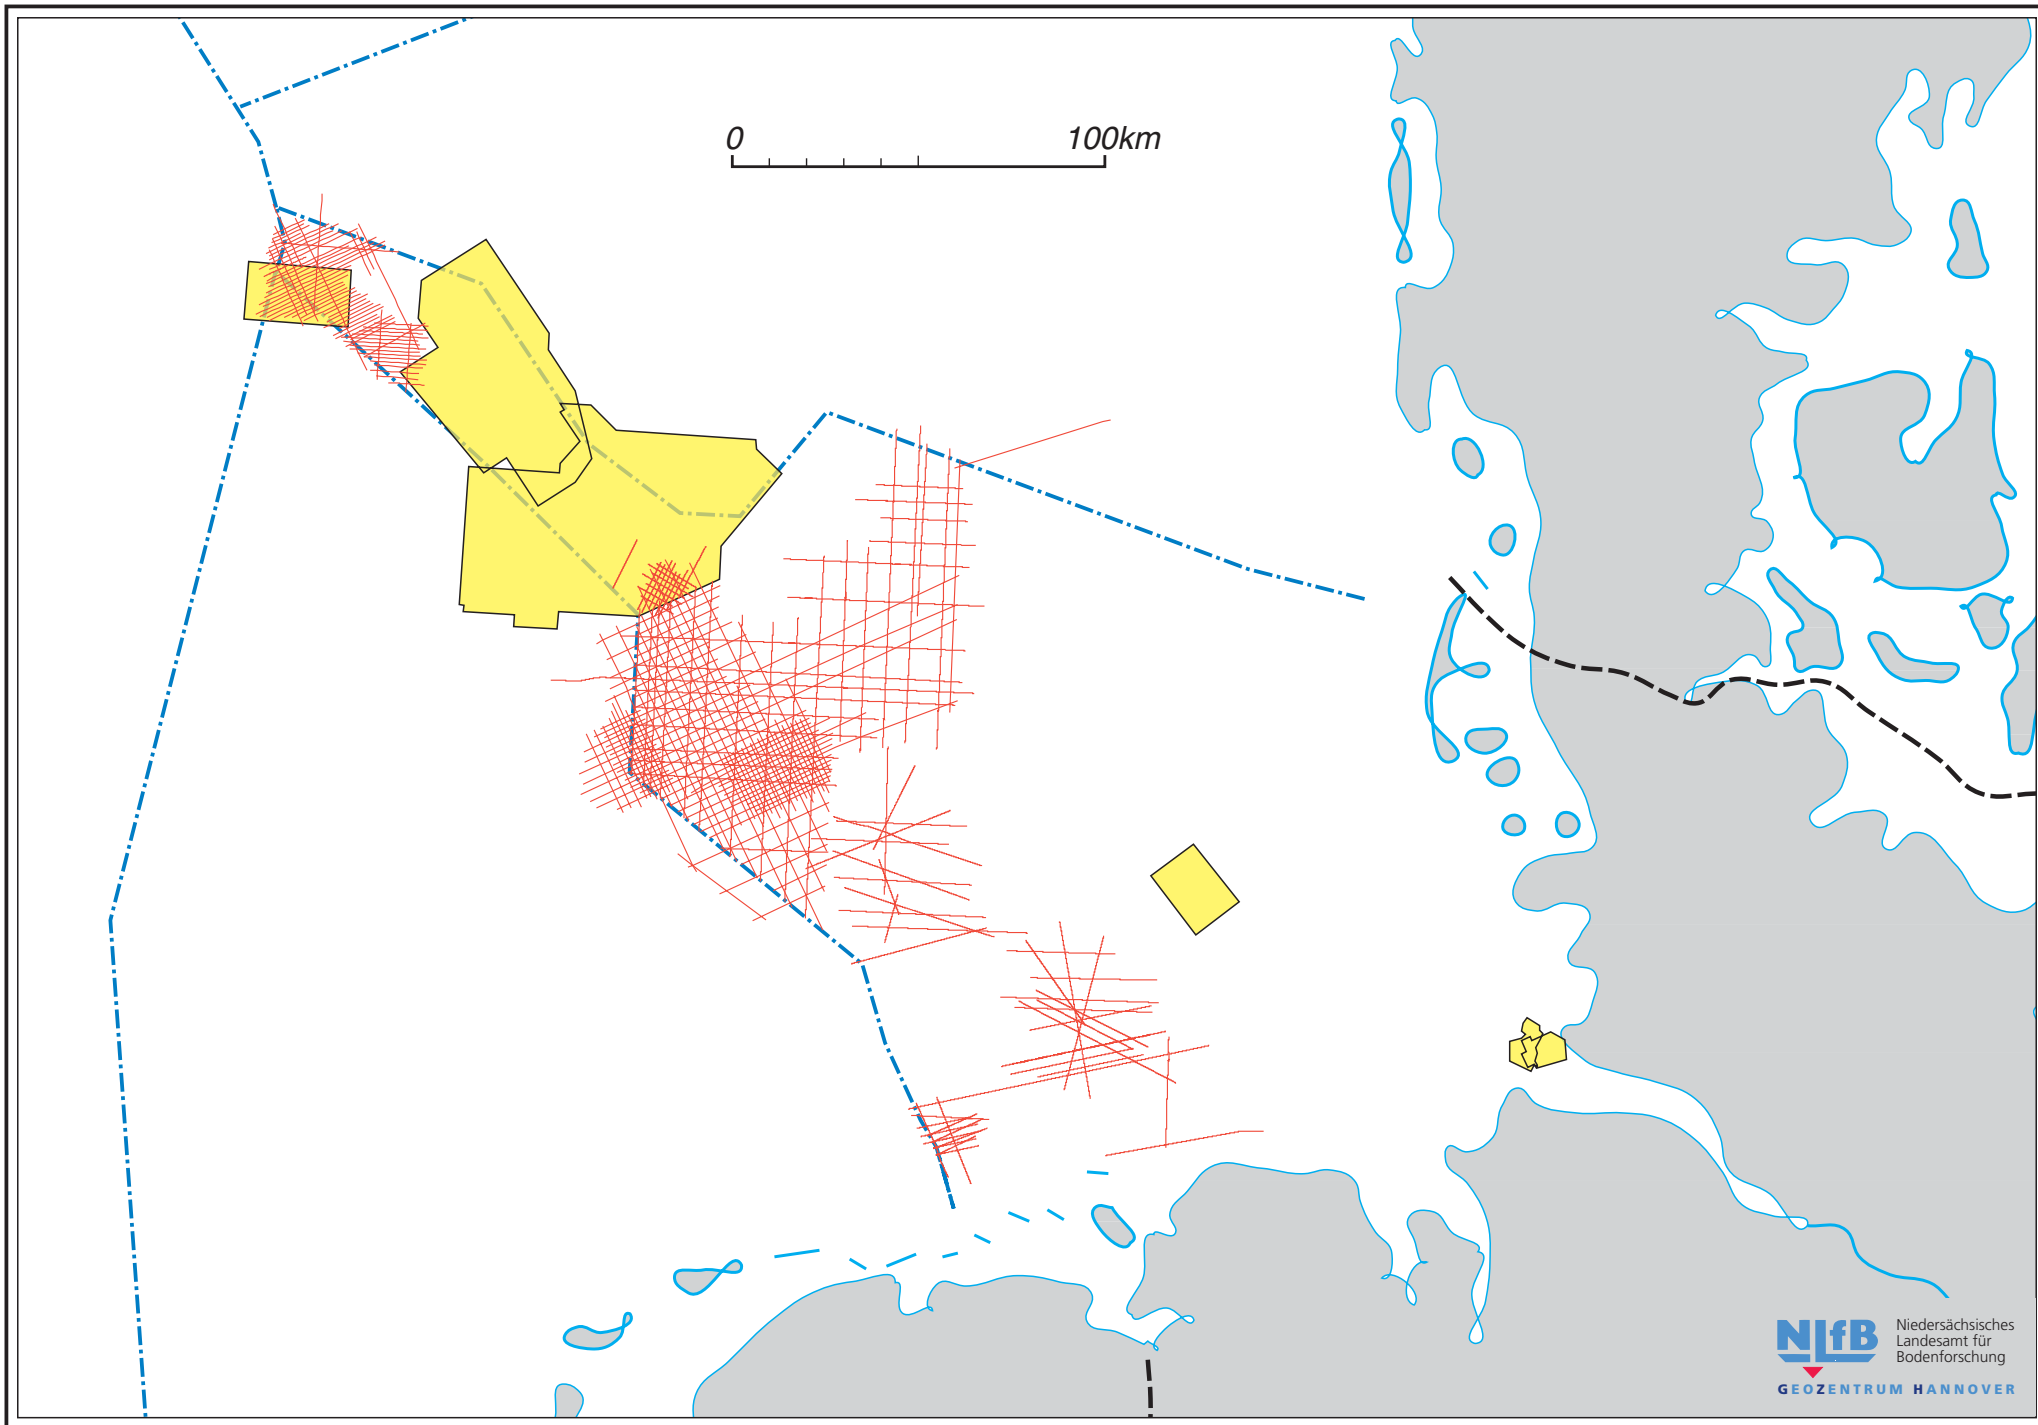 0 100km
NLfB
Niedersächsisches
Landesamt für
Bodenforschung
GEOZENTRUM HANNOVER